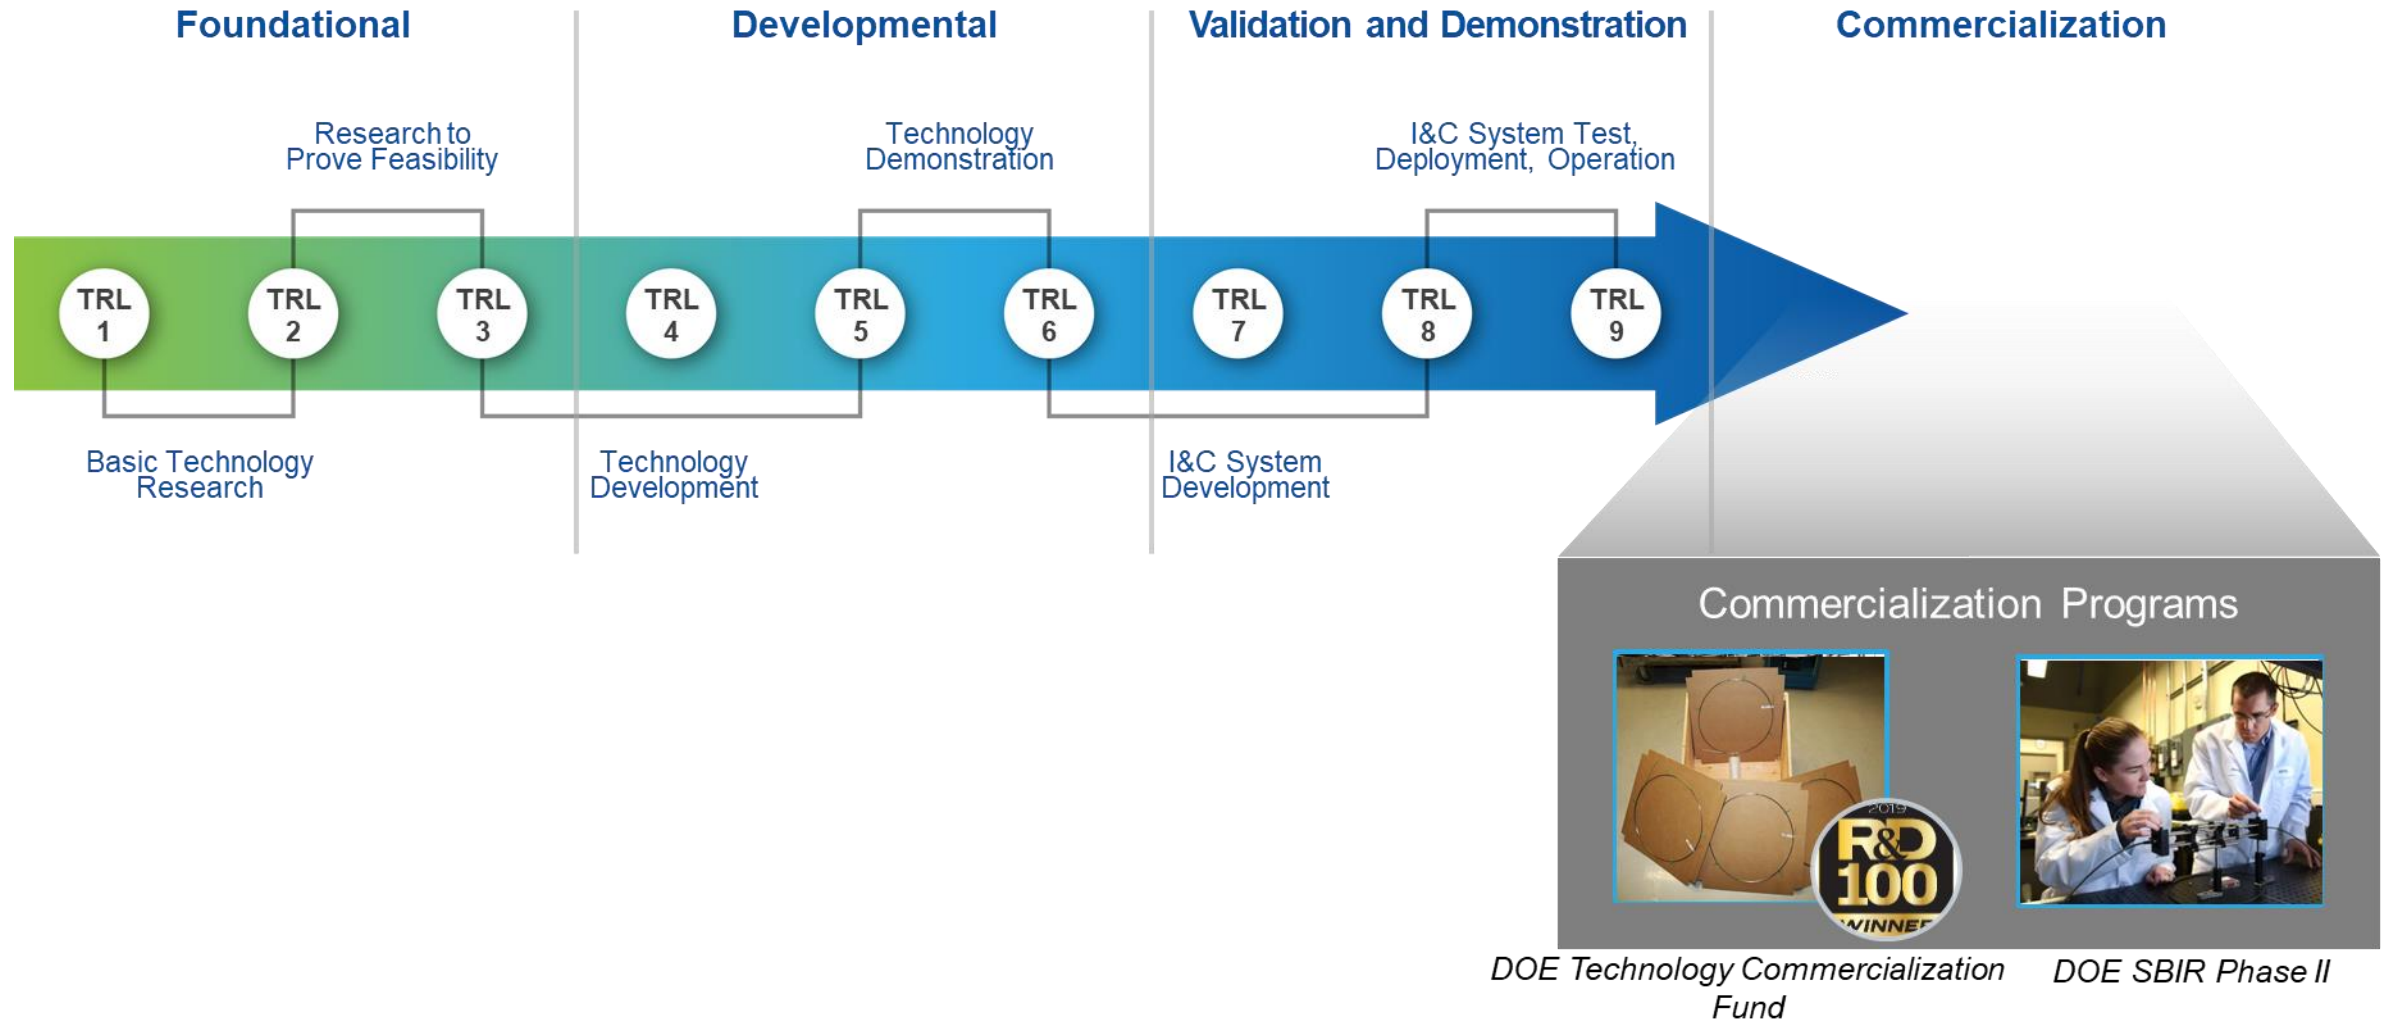 Foundational
Developmental
Validation and Demonstration
Commercialization
Research to
Prove Feasibility
Technology
Demonstration
I&C System Test,
Deployment, Operation
TRL
1
TRL
2
TRL
3
TRL
4
TRL
5
TRL
6
TRL
7
TRL
8
TRL
9
Basic Technology
Research
Technology
Development
I&C System
Development
Commercialization Programs
2019
R&D
100
WINNER
DOE Technology Commercialization
Fund
DOE SBIR Phase II